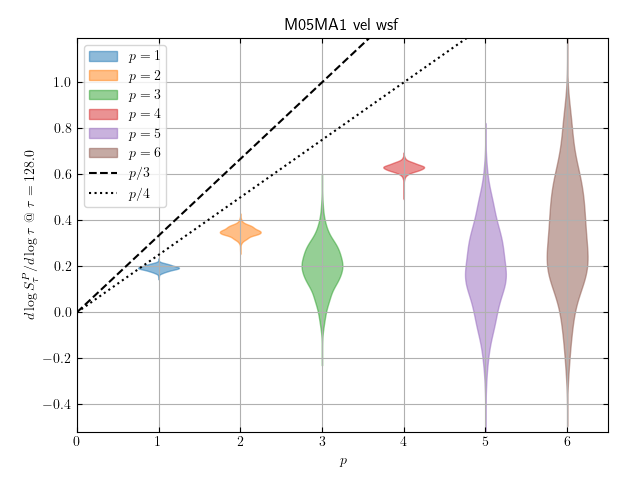 M05MA1 vel wsf
p = 1
p = 2
p = 3
p = 4
p = 5
p = 6
p/3
p/4
d log S_τ^P / d log τ @ τ = 128.0
1.0
0.8
0.6
0.4
0.2
0.0
−0.2
−0.4
0 1 2 3 4 5 6
p